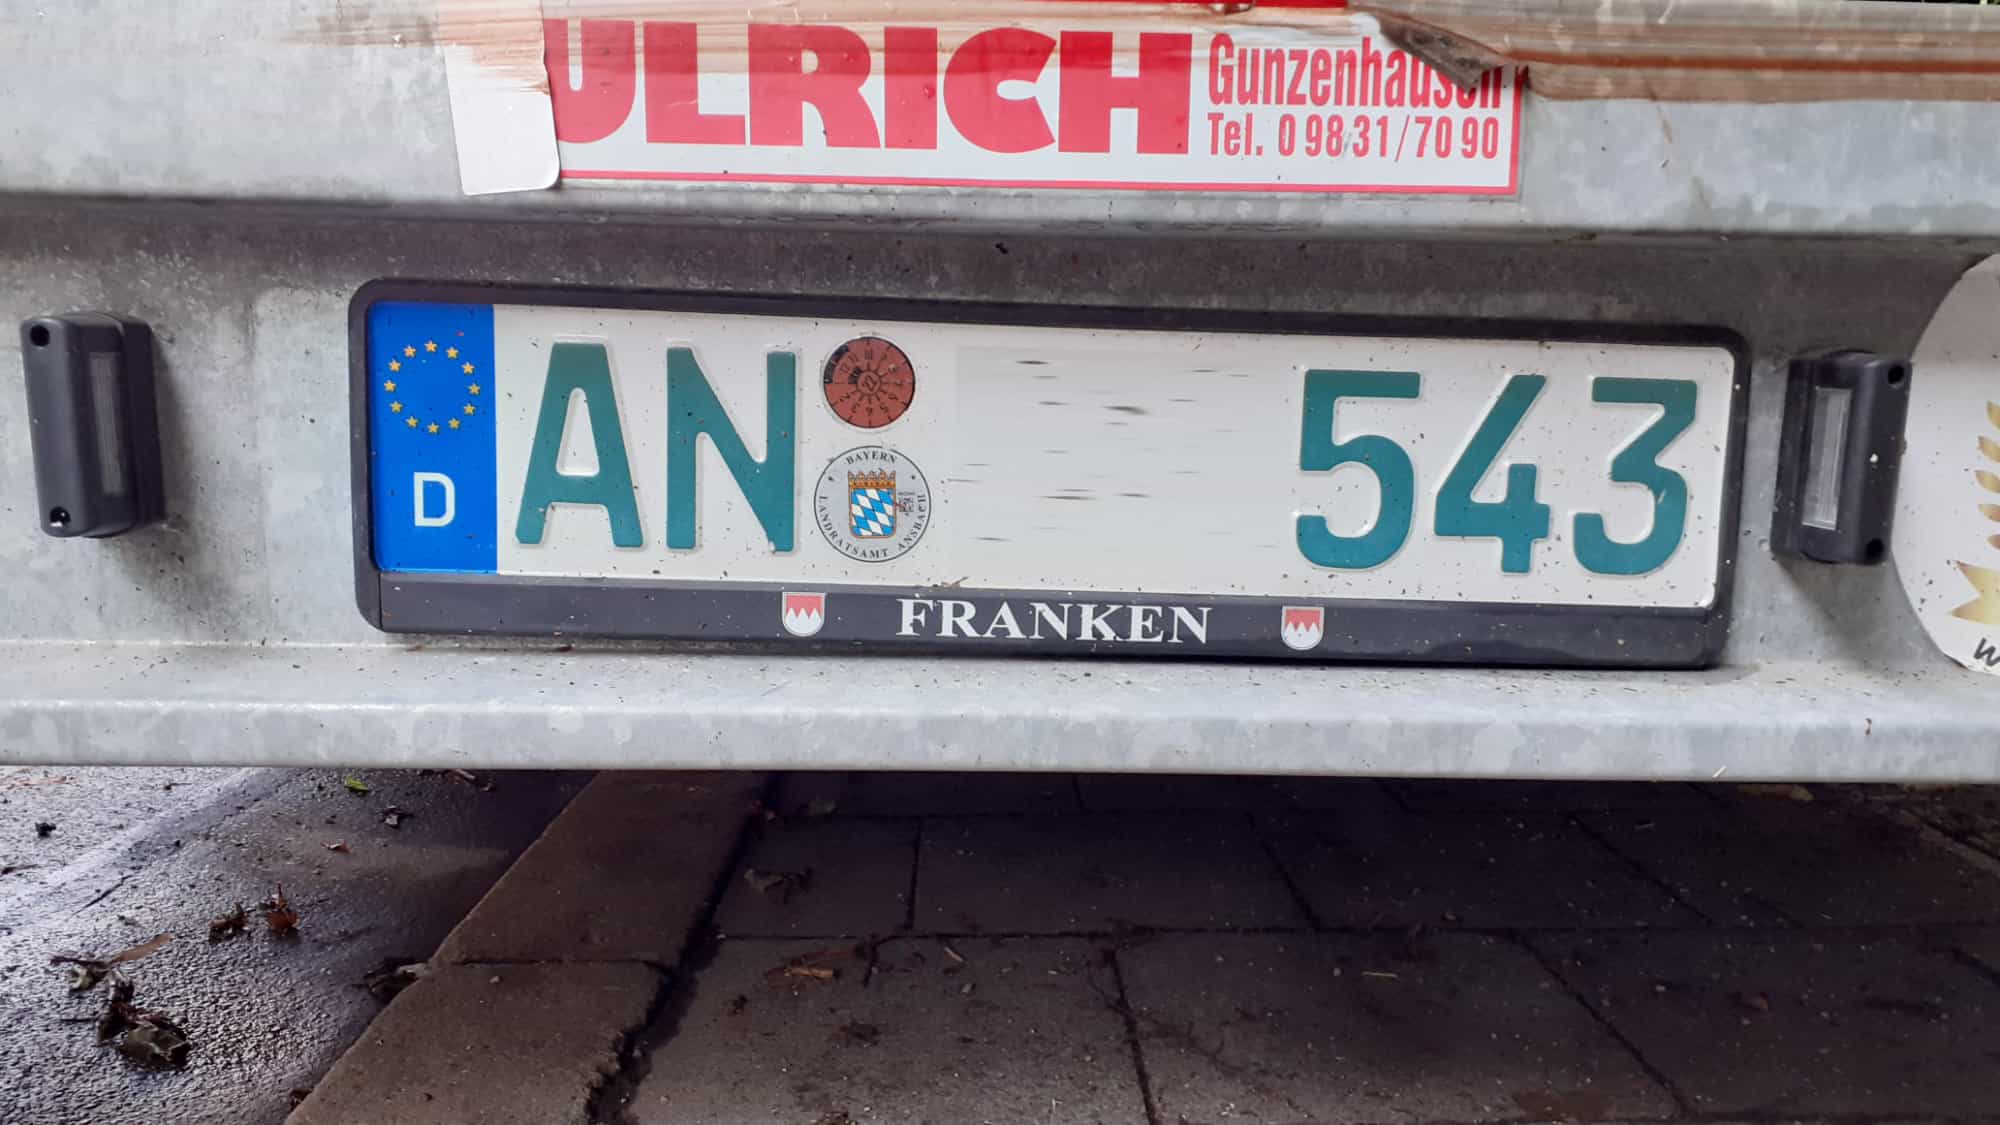 ULRICH
Gunzenhausen
Tel. 0 98 31/70 90
D
AN 543
BAYERN
LANDRATSAMT ANSBACH
FRANKEN